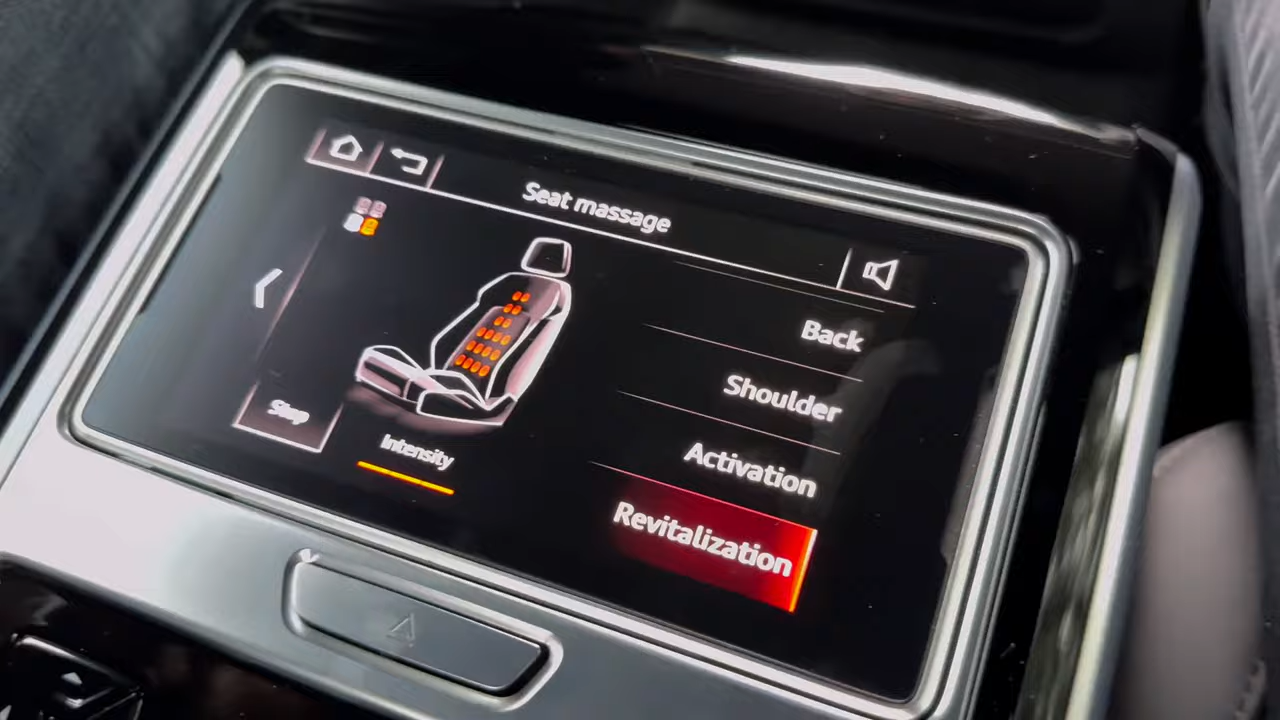 Seat massage
Back
Shoulder
Activation
Revitalization
Intensity
Stop